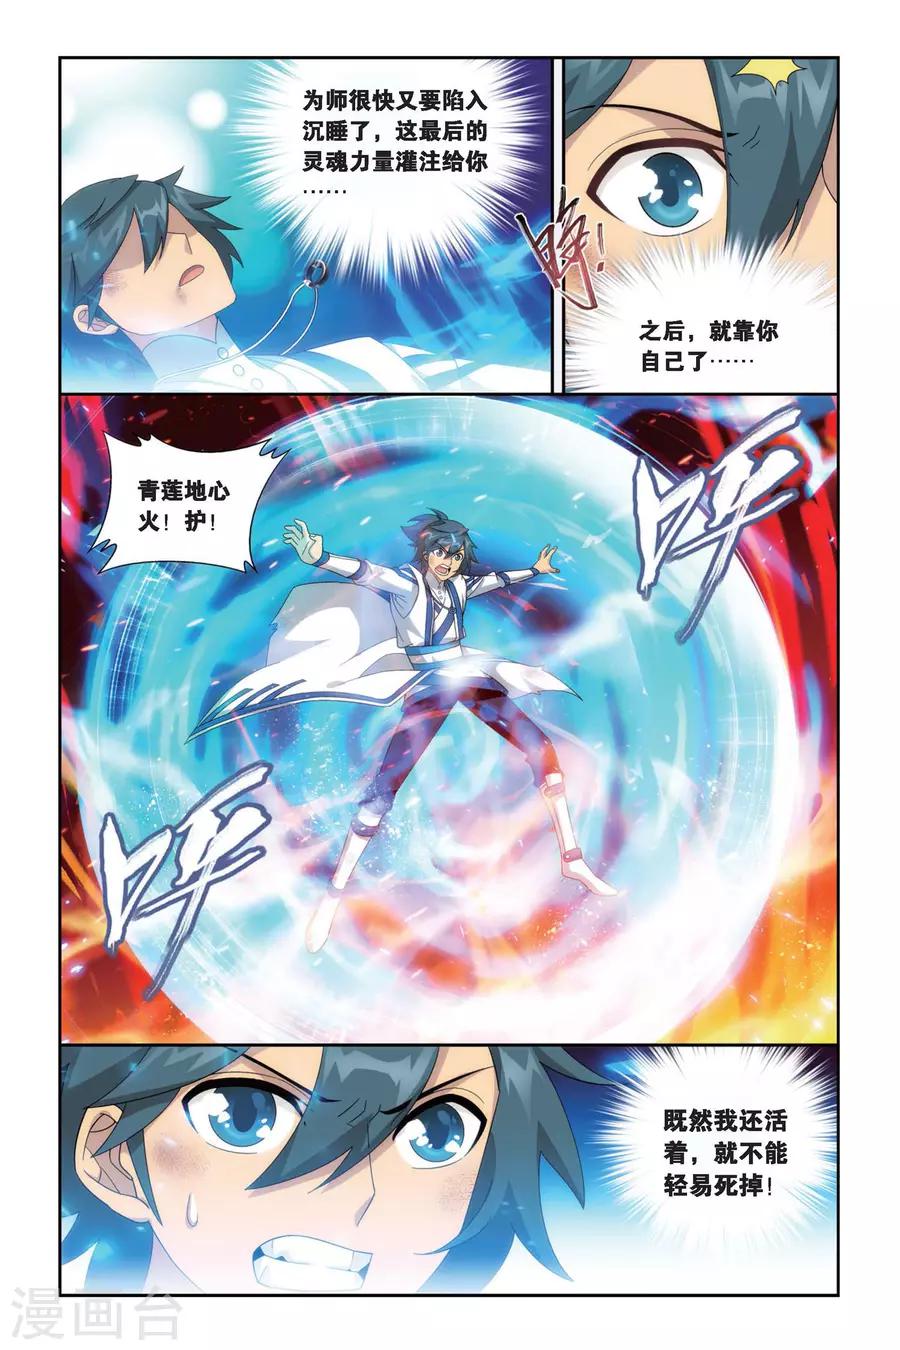 为师很快又要陷入
沉睡了，这最后的
灵魂力量灌注给你
……
睁！
之后，就靠你
自己了……
青莲地心
火！护！
呼
呼
既然我还活
着，就不能
轻易死掉！
漫画台